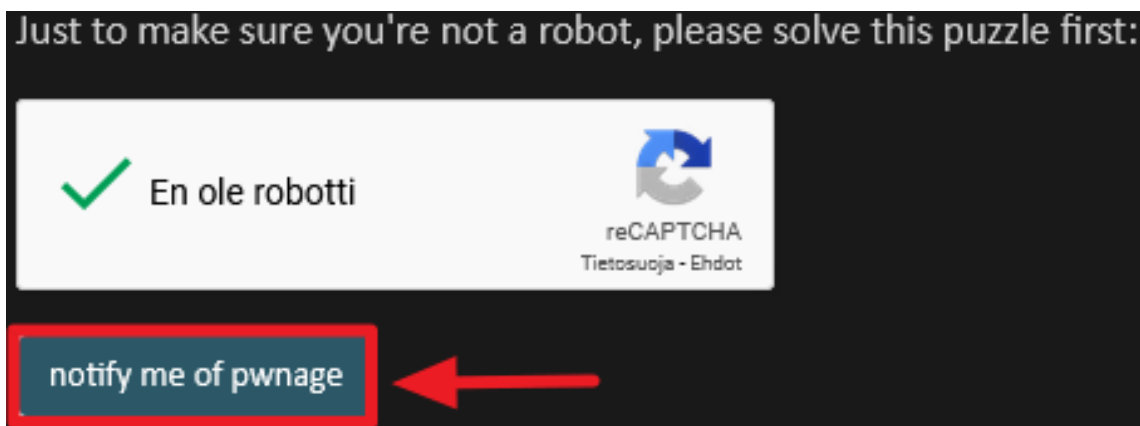 Just to make sure you're not a robot, please solve this puzzle first:
En ole robotti
reCAPTCHA
Tietosuoja - Ehdot
notify me of pwnage